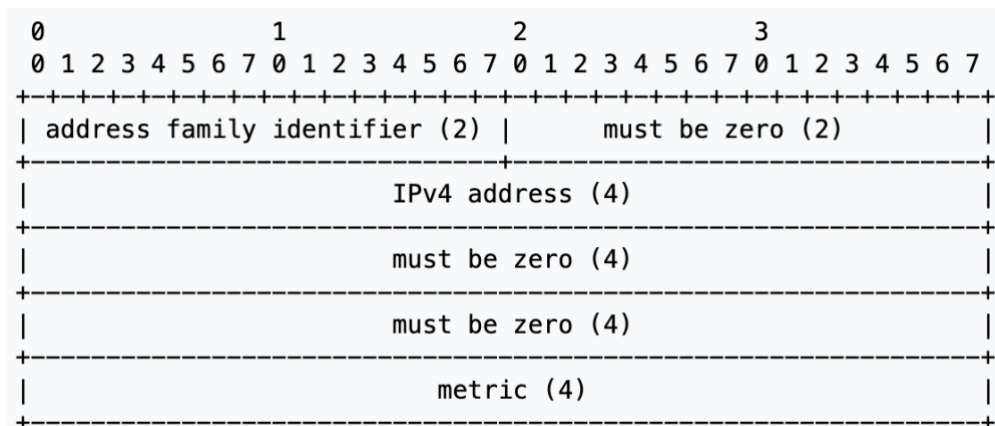 0                   1                   2                   3
 0 1 2 3 4 5 6 7 0 1 2 3 4 5 6 7 0 1 2 3 4 5 6 7 0 1 2 3 4 5 6 7
+-+-+-+-+-+-+-+-+-+-+-+-+-+-+-+-+-+-+-+-+-+-+-+-+-+-+-+-+-+-+-+-+
| address family identifier (2) |      must be zero (2)         |
+-------------------------------+-------------------------------+
|                        IPv4 address (4)                       |
+---------------------------------------------------------------+
|                        must be zero (4)                       |
+---------------------------------------------------------------+
|                        must be zero (4)                       |
+---------------------------------------------------------------+
|                           metric (4)                          |
+---------------------------------------------------------------+